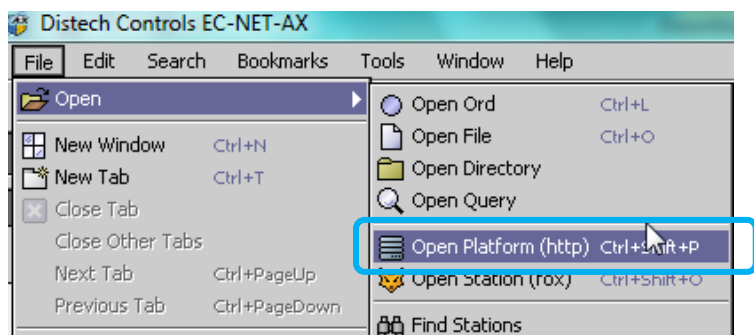 Distech Controls EC-NET-AX
File Edit Search Bookmarks Tools Window Help
Open
New Window Ctrl+N
New Tab Ctrl+T
Close Tab
Close Other Tabs
Next Tab Ctrl+PageUp
Previous Tab Ctrl+PageDown
Open Ord Ctrl+L
Open File Ctrl+O
Open Directory
Open Query
Open Platform (http) Ctrl+Shift+P
Open Station (fox) Ctrl+Shift+O
Find Stations